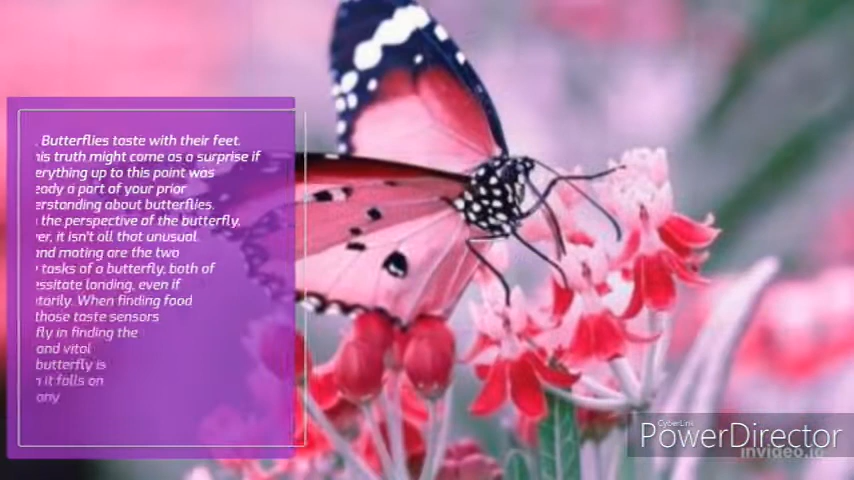 . Butterflies taste with their feet.
his truth might come as a surprise if
erything up to this point was
eady a part of your prior
erstanding about butterflies.
the perspective of the butterfly,
ver, it isn't all that unusual
and mating are the two
tasks of a butterfly, both of
essitate landing, even if
tarily. When finding food
those taste sensors
fly in finding the
and vital
butterfly is
it falls on
any
CyberLink
PowerDirector
invideo.io